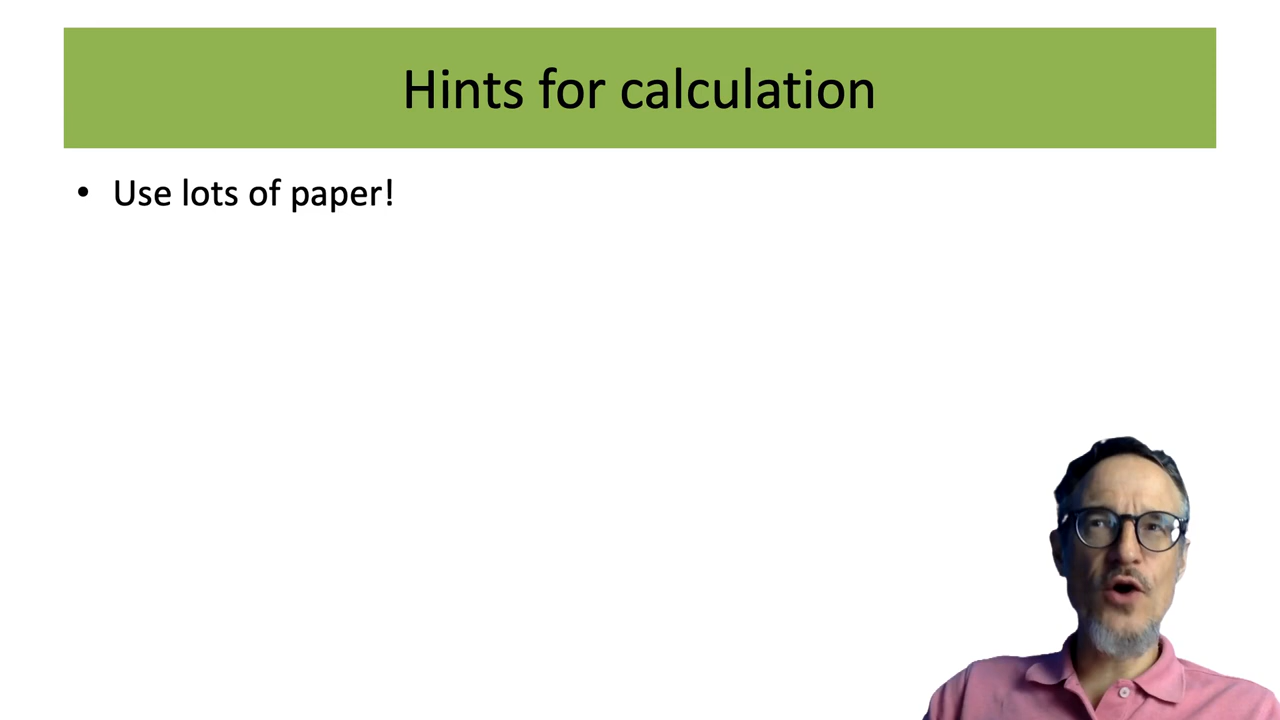 Hints for calculation
• Use lots of paper!